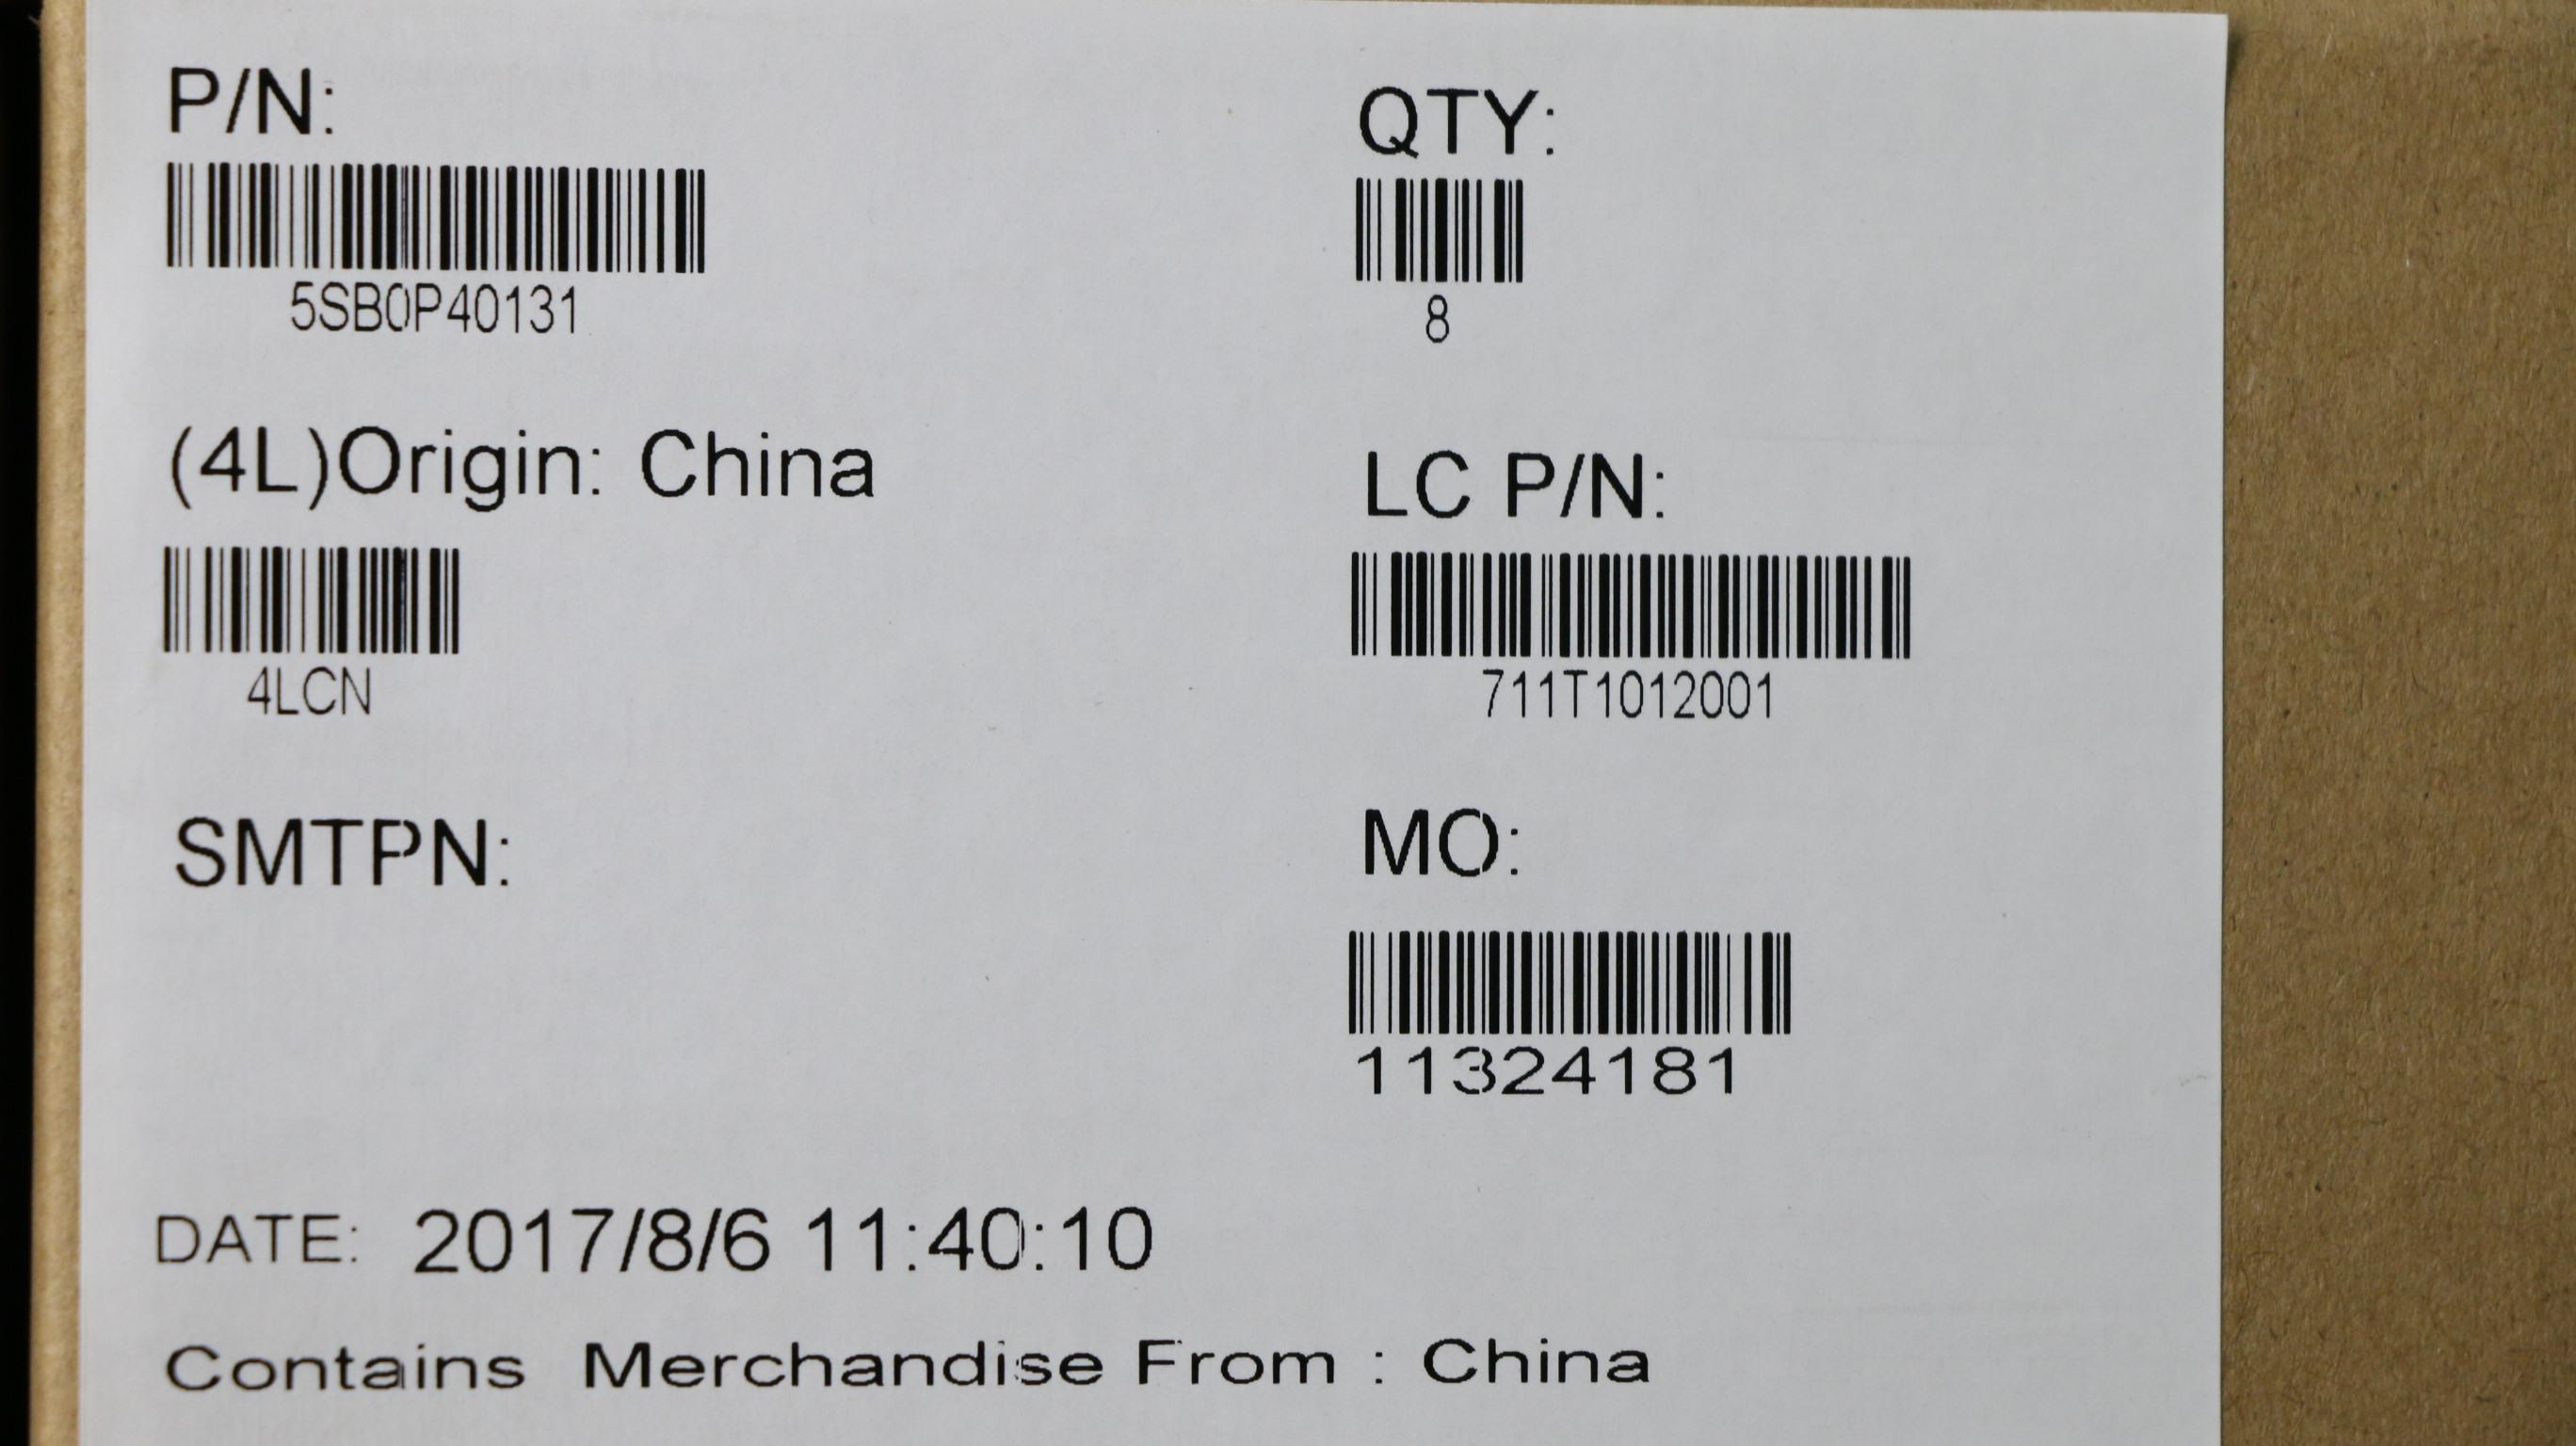 P/N:
5SB0P40131
QTY:
8
(4L)Origin: China
4LCN
LC P/N:
711T1012001
SMTPN:
MO:
11324181
DATE: 2017/8/6 11:40:10
Contains Merchandise From : China